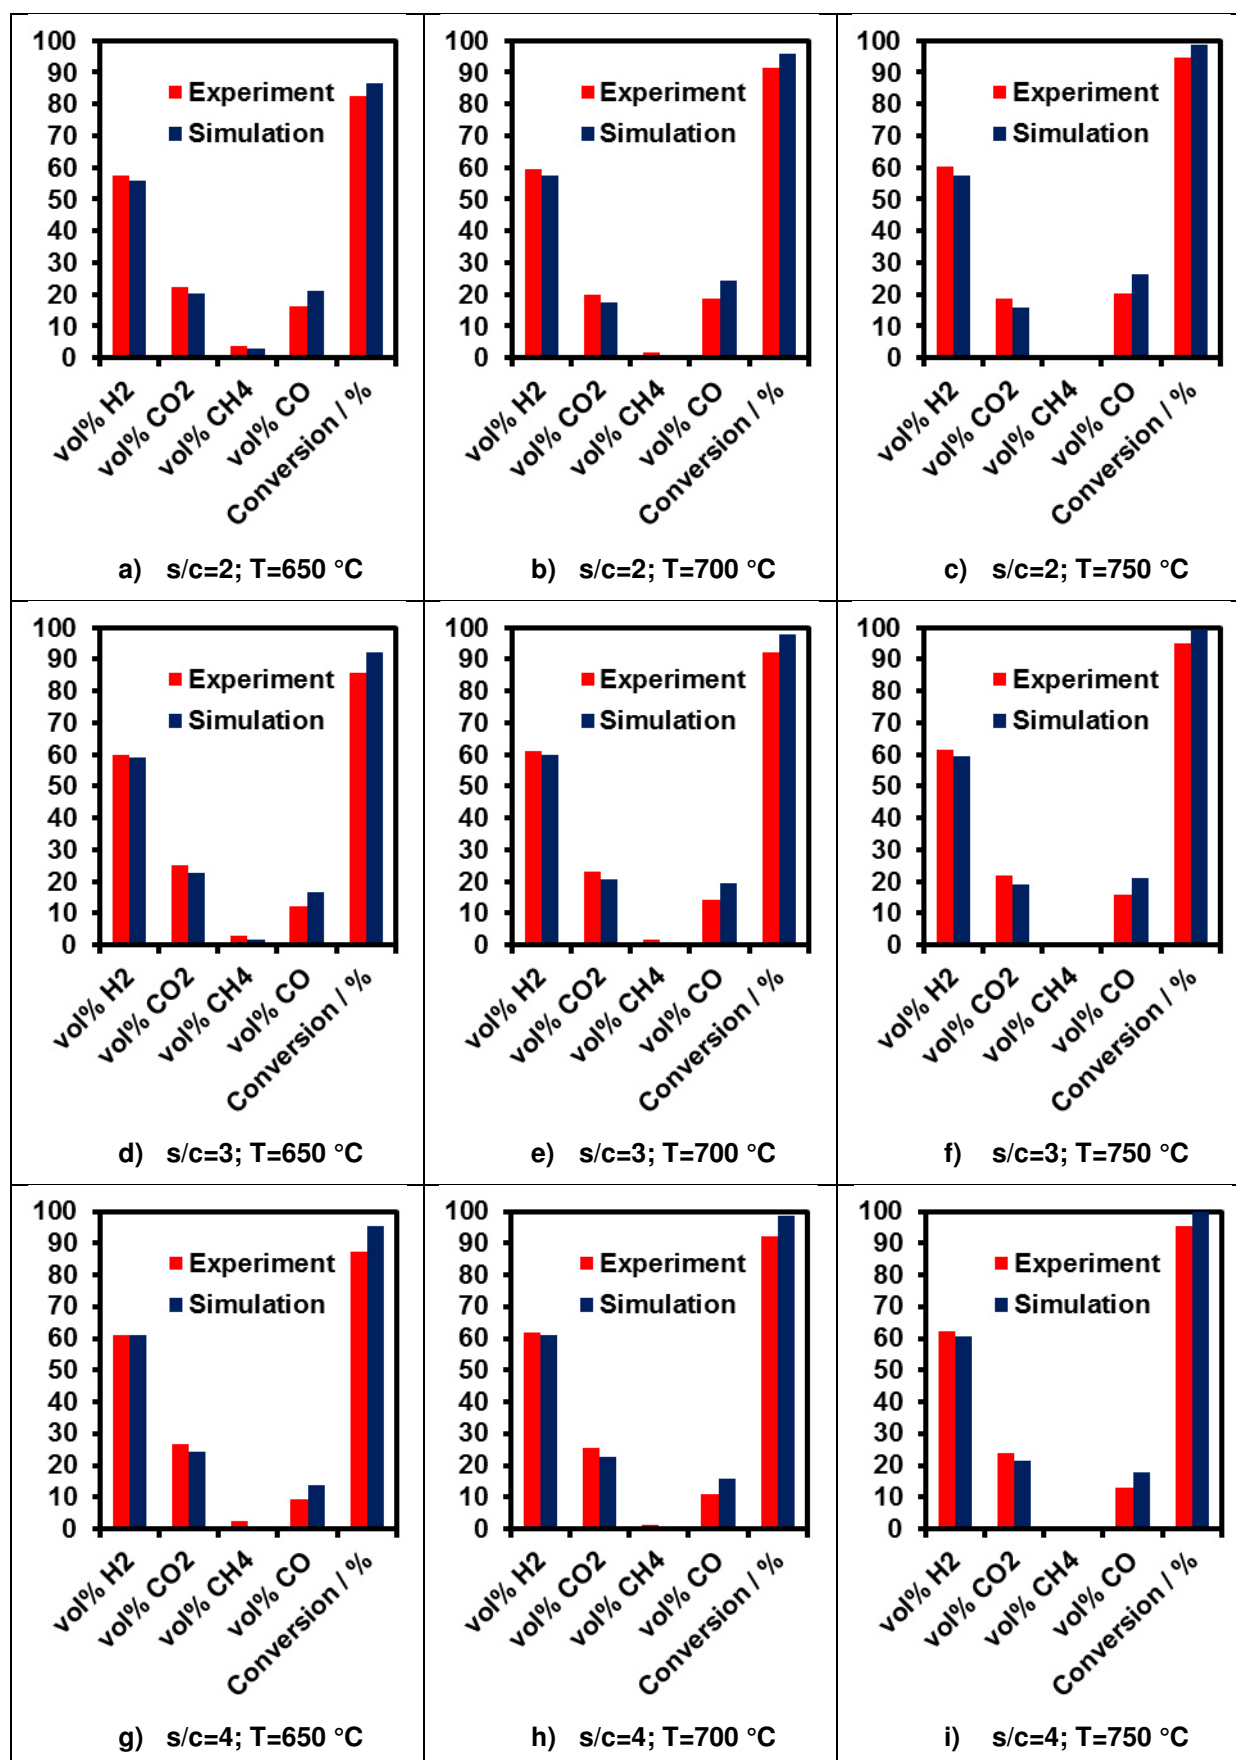 100
90
80
70
60
50
40
30
20
10
0
Experiment
Simulation
vol% H2
vol% CO2
vol% CH4
vol% CO
Conversion / %
a) s/c=2; T=650 °C
100
90
80
70
60
50
40
30
20
10
0
Experiment
Simulation
vol% H2
vol% CO2
vol% CH4
vol% CO
Conversion / %
b) s/c=2; T=700 °C
100
90
80
70
60
50
40
30
20
10
0
Experiment
Simulation
vol% H2
vol% CO2
vol% CH4
vol% CO
Conversion / %
c) s/c=2; T=750 °C
100
90
80
70
60
50
40
30
20
10
0
Experiment
Simulation
vol% H2
vol% CO2
vol% CH4
vol% CO
Conversion / %
d) s/c=3; T=650 °C
100
90
80
70
60
50
40
30
20
10
0
Experiment
Simulation
vol% H2
vol% CO2
vol% CH4
vol% CO
Conversion / %
e) s/c=3; T=700 °C
100
90
80
70
60
50
40
30
20
10
0
Experiment
Simulation
vol% H2
vol% CO2
vol% CH4
vol% CO
Conversion / %
f) s/c=3; T=750 °C
100
90
80
70
60
50
40
30
20
10
0
Experiment
Simulation
vol% H2
vol% CO2
vol% CH4
vol% CO
Conversion / %
g) s/c=4; T=650 °C
100
90
80
70
60
50
40
30
20
10
0
Experiment
Simulation
vol% H2
vol% CO2
vol% CH4
vol% CO
Conversion / %
h) s/c=4; T=700 °C
100
90
80
70
60
50
40
30
20
10
0
Experiment
Simulation
vol% H2
vol% CO2
vol% CH4
vol% CO
Conversion / %
i) s/c=4; T=750 °C